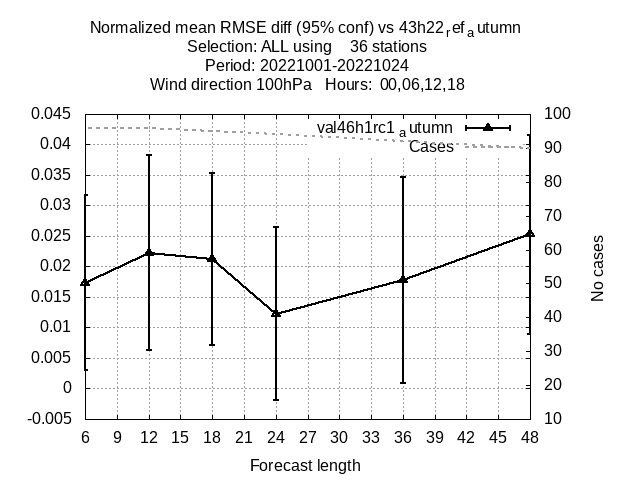 Normalized mean RMSE diff (95% conf) vs 43h22refautumn
Selection: ALL using 36 stations
Period: 20221001-20221024
Wind direction 100hPa Hours: 00,06,12,18
val46h1rc1autumn
Cases
0.045
0.04
0.035
0.03
0.025
0.02
0.015
0.01
0.005
0
-0.005
100
90
80
70
60
50
40
30
20
10
No cases
6 9 12 15 18 21 24 27 30 33 36 39 42 45 48
Forecast length